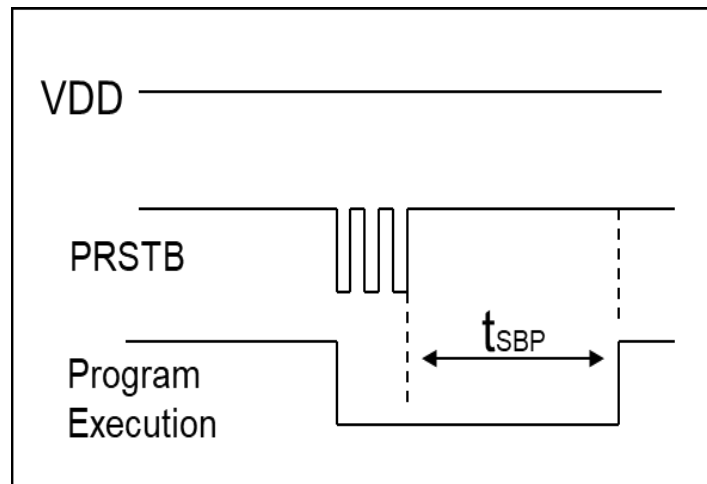 VDD
PRSTB
tSBP
Program
Execution